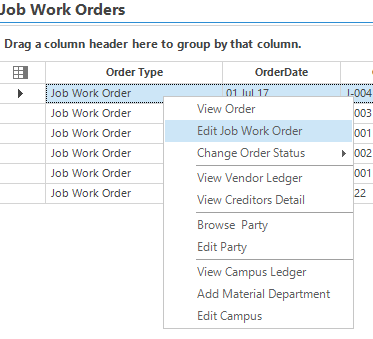 Job Work Orders
Drag a column header here to group by that column.
Order Type OrderDate
Job Work Order 01 Jul 17 J-004
Job Work Order 003
Job Work Order 001
Job Work Order 002
Job Work Order 001
Job Work Order 22
View Order
Edit Job Work Order
Change Order Status
View Vendor Ledger
View Creditors Detail
Browse Party
Edit Party
View Campus Ledger
Add Material Department
Edit Campus